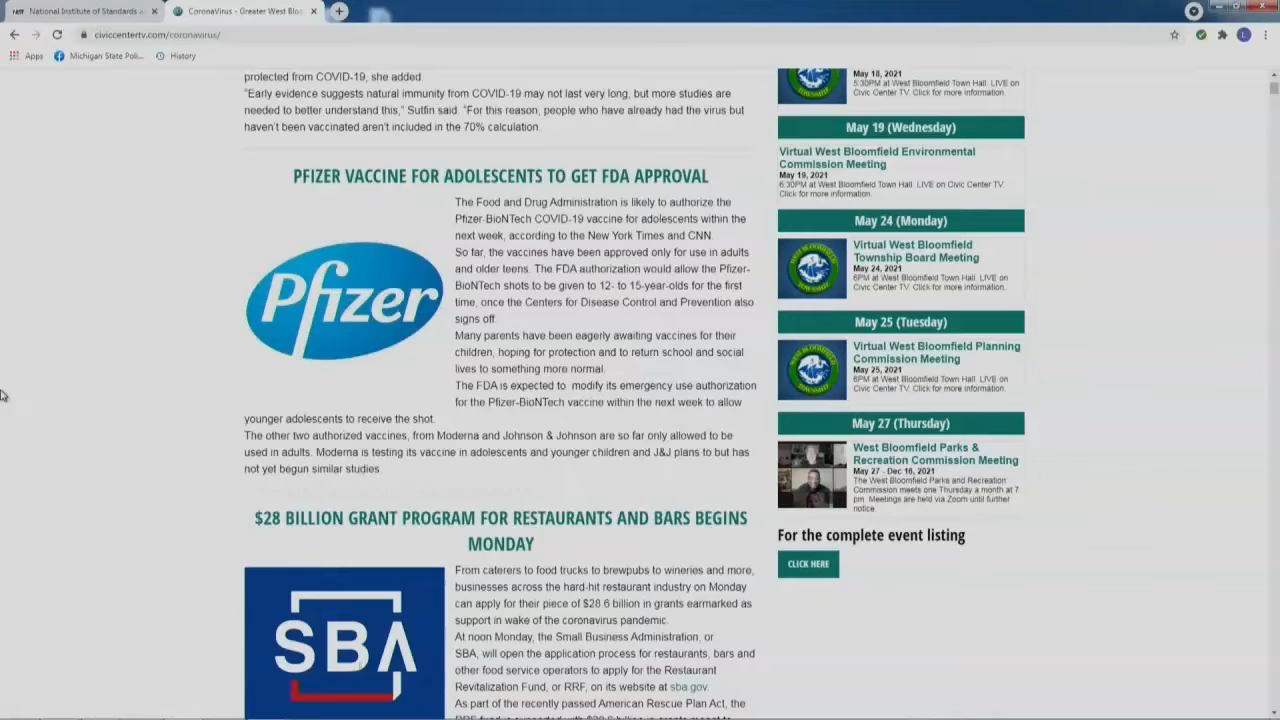 National Institute of Standards a
CoronaVirus - Greater West Bloo
civiccentertv.com/coronavirus/
Apps
Michigan State Poli...
History
protected from COVID-19, she added.
"Early evidence suggests natural immunity from COVID-19 may not last very long, but more studies are
needed to better understand this," Sutfin said. "For this reason, people who have already had the virus but
haven't been vaccinated aren't included in the 70% calculation.
PFIZER VACCINE FOR ADOLESCENTS TO GET FDA APPROVAL
Pfizer
The Food and Drug Administration is likely to authorize the
Pfizer-BioNTech COVID-19 vaccine for adolescents within the
next week, according to the New York Times and CNN.
So far, the vaccines have been approved only for use in adults
and older teens. The FDA authorization would allow the Pfizer-
BioNTech shots to be given to 12- to 15-year-olds for the first
time, once the Centers for Disease Control and Prevention also
signs off.
Many parents have been eagerly awaiting vaccines for their
children, hoping for protection and to return school and social
lives to something more normal.
The FDA is expected to modify its emergency use authorization
for the Pfizer-BioNTech vaccine within the next week to allow
younger adolescents to receive the shot.
The other two authorized vaccines, from Moderna and Johnson & Johnson are so far only allowed to be
used in adults. Moderna is testing its vaccine in adolescents and younger children and J&J plans to but has
not yet begun similar studies.
$28 BILLION GRANT PROGRAM FOR RESTAURANTS AND BARS BEGINS
MONDAY
SBA
From caterers to food trucks to brewpubs to wineries and more,
businesses across the hard-hit restaurant industry on Monday
can apply for their piece of $28.6 billion in grants earmarked as
support in wake of the coronavirus pandemic.
At noon Monday, the Small Business Administration, or
SBA, will open the application process for restaurants, bars and
other food service operators to apply for the Restaurant
Revitalization Fund, or RRF, on its website at sba.gov.
As part of the recently passed American Rescue Plan Act, the
May 18, 2021
5:30PM at West Bloomfield Town Hall. LIVE on
Civic Center TV. Click for more information.
May 19 (Wednesday)
Virtual West Bloomfield Environmental
Commission Meeting
May 19, 2021
6:30PM at West Bloomfield Town Hall. LIVE on Civic Center TV.
Click for more information.
May 24 (Monday)
Virtual West Bloomfield
Township Board Meeting
May 24, 2021
6PM at West Bloomfield Town Hall. LIVE on
Civic Center TV. Click for more information.
May 25 (Tuesday)
Virtual West Bloomfield Planning
Commission Meeting
May 25, 2021
6PM at West Bloomfield Town Hall. LIVE on
Civic Center TV. Click for more information.
May 27 (Thursday)
West Bloomfield Parks &
Recreation Commission Meeting
May 27 - Dec 16, 2021
The West Bloomfield Parks and Recreation
Commission meets one Thursday a month at 7
pm. Meetings are held via Zoom until further
notice.
For the complete event listing
CLICK HERE